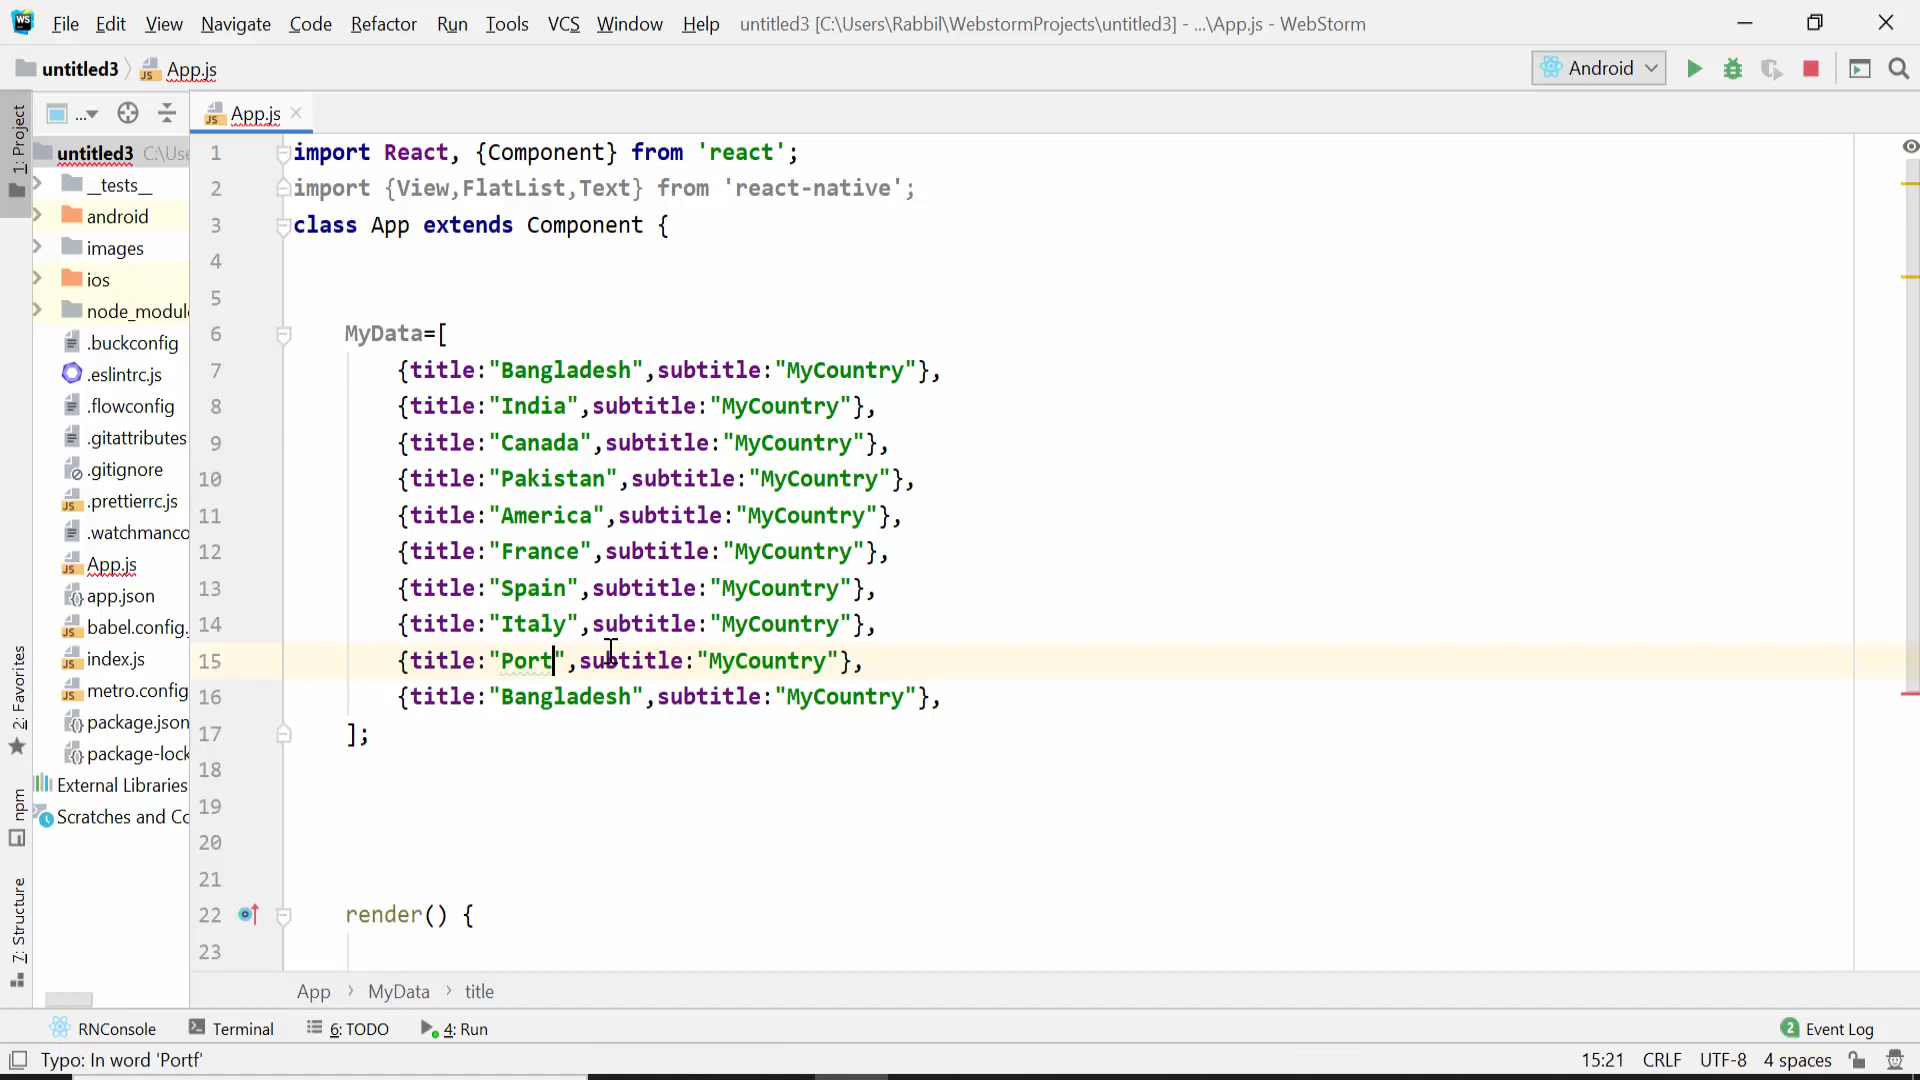 File Edit View Navigate Code Refactor Run Tools VCS Window Help untitled3 [C:\Users\Rabbil\WebstormProjects\untitled3] - ...\App.js - WebStorm
untitled3 App.js Android
1: Project
... App.js
untitled3 C:\Use
__tests__
android
images
ios
node_modul
.buckconfig
.eslintrc.js
.flowconfig
.gitattributes
.gitignore
.prettierrc.js
.watchmanco
App.js
app.json
babel.config.
index.js
metro.config
package.json
package-lock
External Libraries
Scratches and Co
2: Favorites
npm
7: Structure
1 import React, {Component} from 'react';
2 import {View,FlatList,Text} from 'react-native';
3 class App extends Component {
4
5
6 MyData=[
7 {title:"Bangladesh",subtitle:"MyCountry"},
8 {title:"India",subtitle:"MyCountry"},
9 {title:"Canada",subtitle:"MyCountry"},
10 {title:"Pakistan",subtitle:"MyCountry"},
11 {title:"America",subtitle:"MyCountry"},
12 {title:"France",subtitle:"MyCountry"},
13 {title:"Spain",subtitle:"MyCountry"},
14 {title:"Italy",subtitle:"MyCountry"},
15 {title:"Port",subtitle:"MyCountry"},
16 {title:"Bangladesh",subtitle:"MyCountry"},
17 ];
18
19
20
21
22 render() {
23
App › MyData › title
RNConsole Terminal 6: TODO 4: Run 2 Event Log
Typo: In word 'Portf' 15:21 CRLF UTF-8 4 spaces